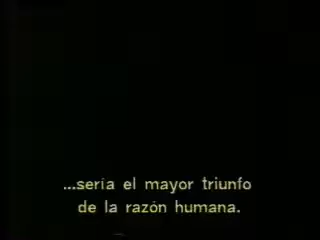 ...sería el mayor triunfo
de la razón humana.